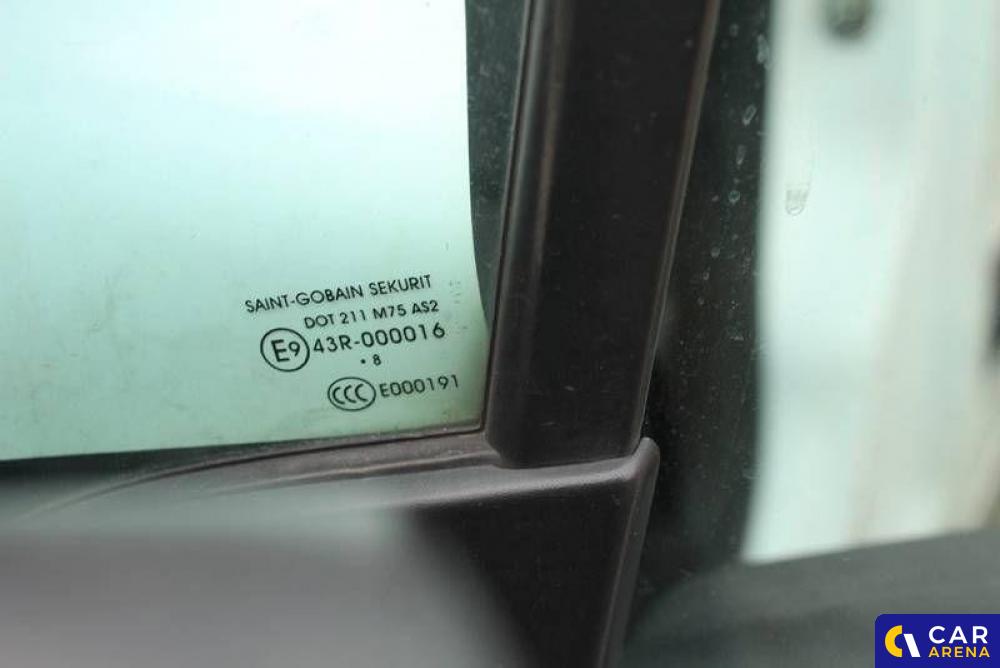 SAINT-GOBAIN SEKURIT
DOT 211 M75 AS2
E9 43R-000016
• 8
CCC E000191
CAR
ARENA